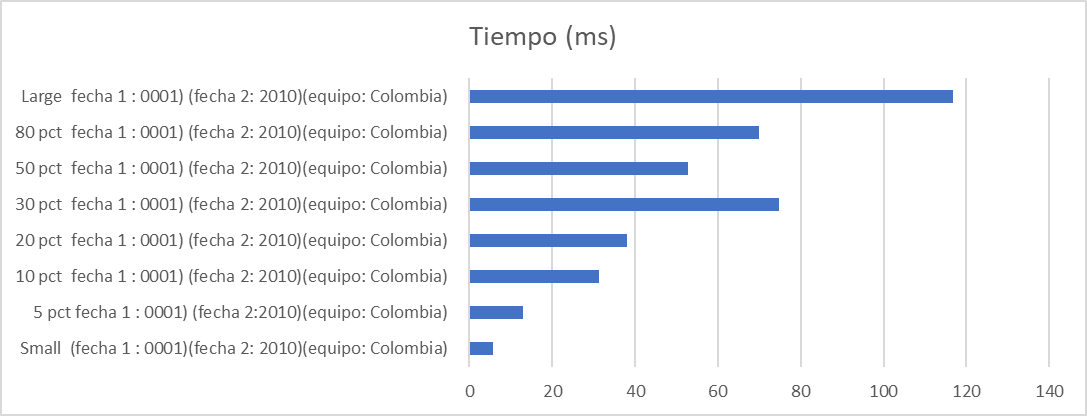 Tiempo (ms)
Large  fecha 1 : 0001) (fecha 2: 2010)(equipo: Colombia)
80 pct  fecha 1 : 0001) (fecha 2: 2010)(equipo: Colombia)
50 pct  fecha 1 : 0001) (fecha 2: 2010)(equipo: Colombia)
30 pct  fecha 1 : 0001) (fecha 2: 2010)(equipo: Colombia)
20 pct  fecha 1 : 0001) (fecha 2: 2010)(equipo: Colombia)
10 pct  fecha 1 : 0001) (fecha 2: 2010)(equipo: Colombia)
5 pct fecha 1 : 0001) (fecha 2:2010)(equipo: Colombia)
Small  (fecha 1 : 0001)(fecha 2: 2010)(equipo: Colombia)
0 20 40 60 80 100 120 140